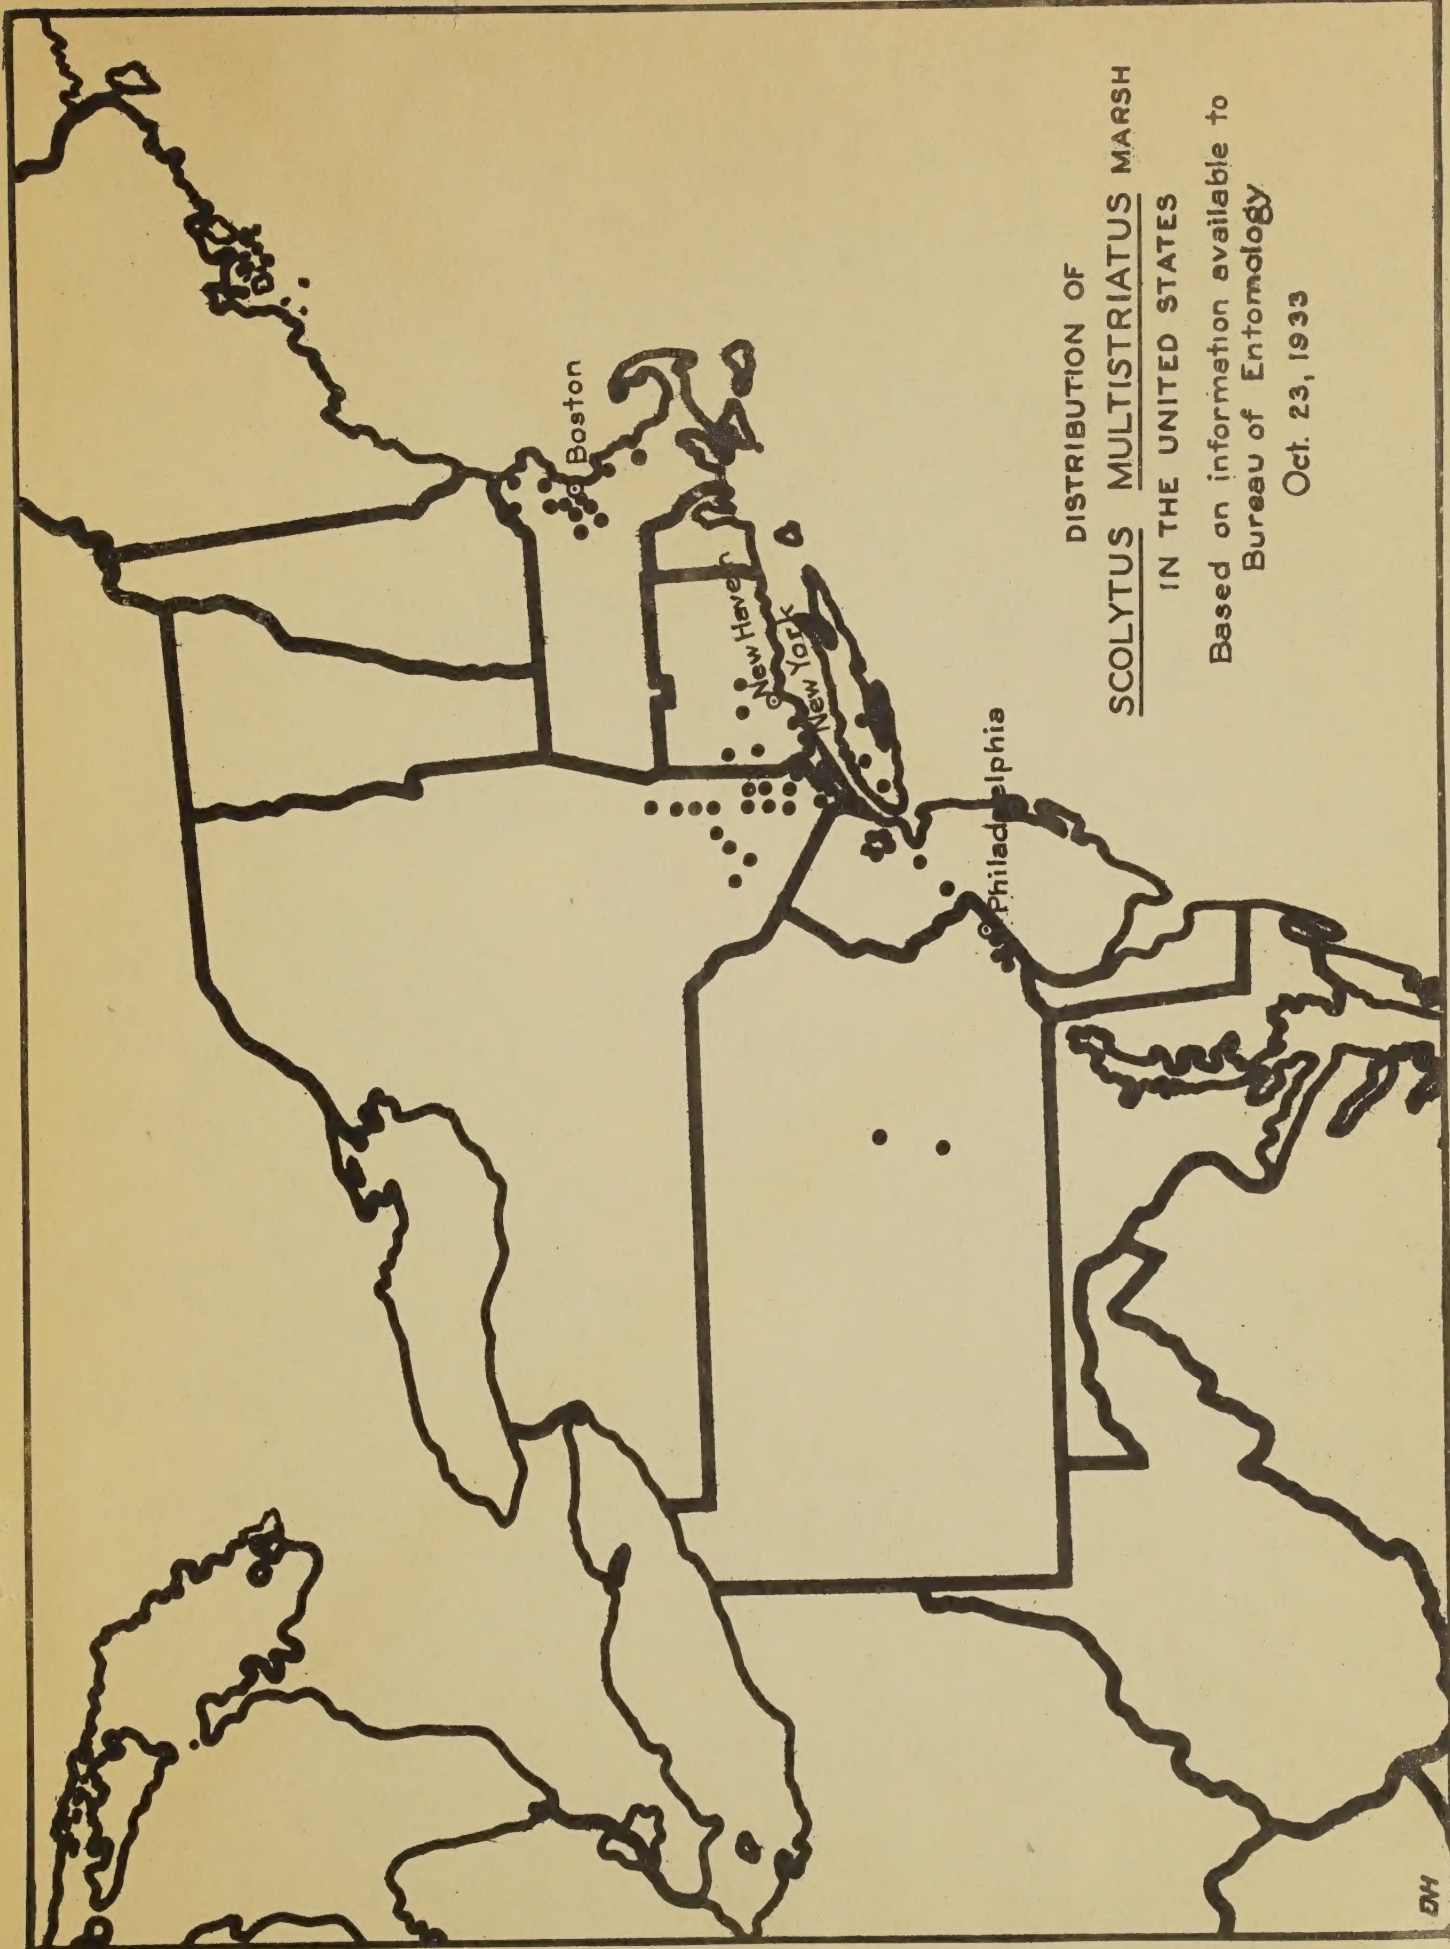 Boston
New Haven
New York
Philadelphia
DISTRIBUTION OF
SCOLYTUS MULTISTRIATUS MARSH
IN THE UNITED STATES
Based on information available to
Bureau of Entomology
Oct. 23, 1933